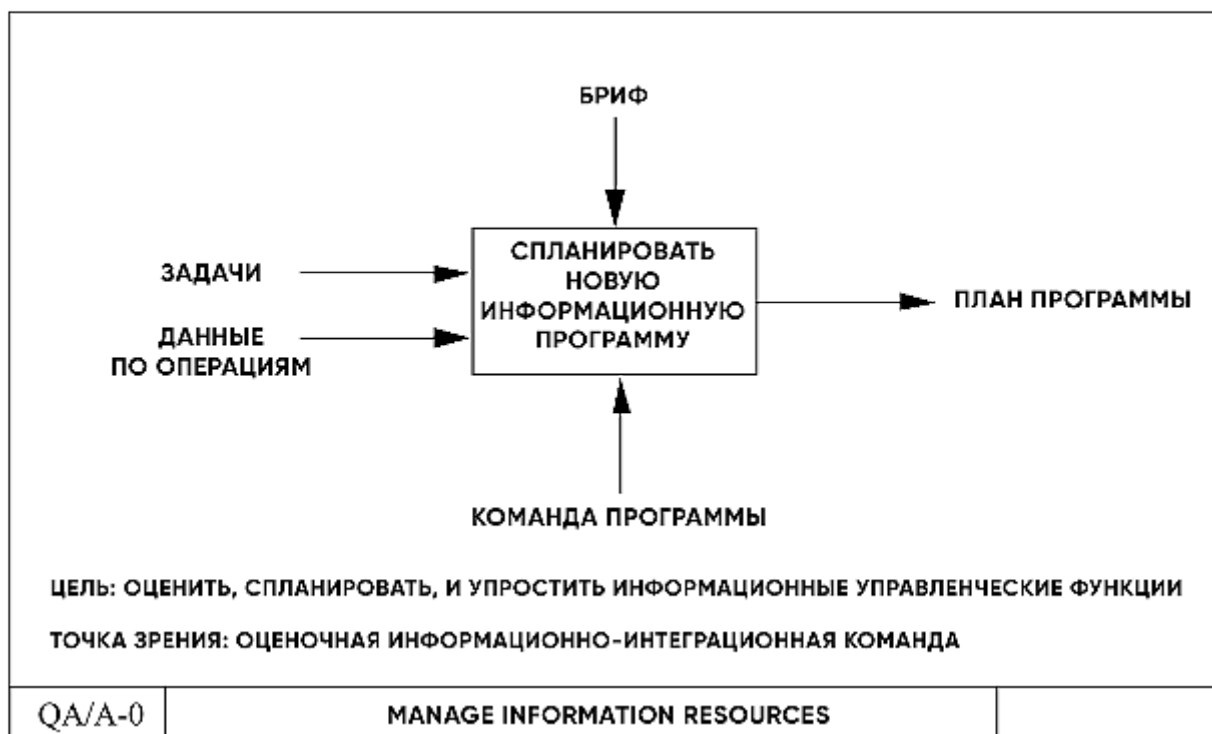 БРИФ
СПЛАНИРОВАТЬ
НОВУЮ
ИНФОРМАЦИОННУЮ
ПРОГРАММУ
ЗАДАЧИ
ДАННЫЕ
ПО ОПЕРАЦИЯМ
ПЛАН ПРОГРАММЫ
КОМАНДА ПРОГРАММЫ
ЦЕЛЬ: ОЦЕНИТЬ, СПЛАНИРОВАТЬ, И УПРОСТИТЬ ИНФОРМАЦИОННЫЕ УПРАВЛЕНЧЕСКИЕ ФУНКЦИИ
ТОЧКА ЗРЕНИЯ: ОЦЕНОЧНАЯ ИНФОРМАЦИОННО-ИНТЕГРАЦИОННАЯ КОМАНДА
QA/A-0
MANAGE INFORMATION RESOURCES